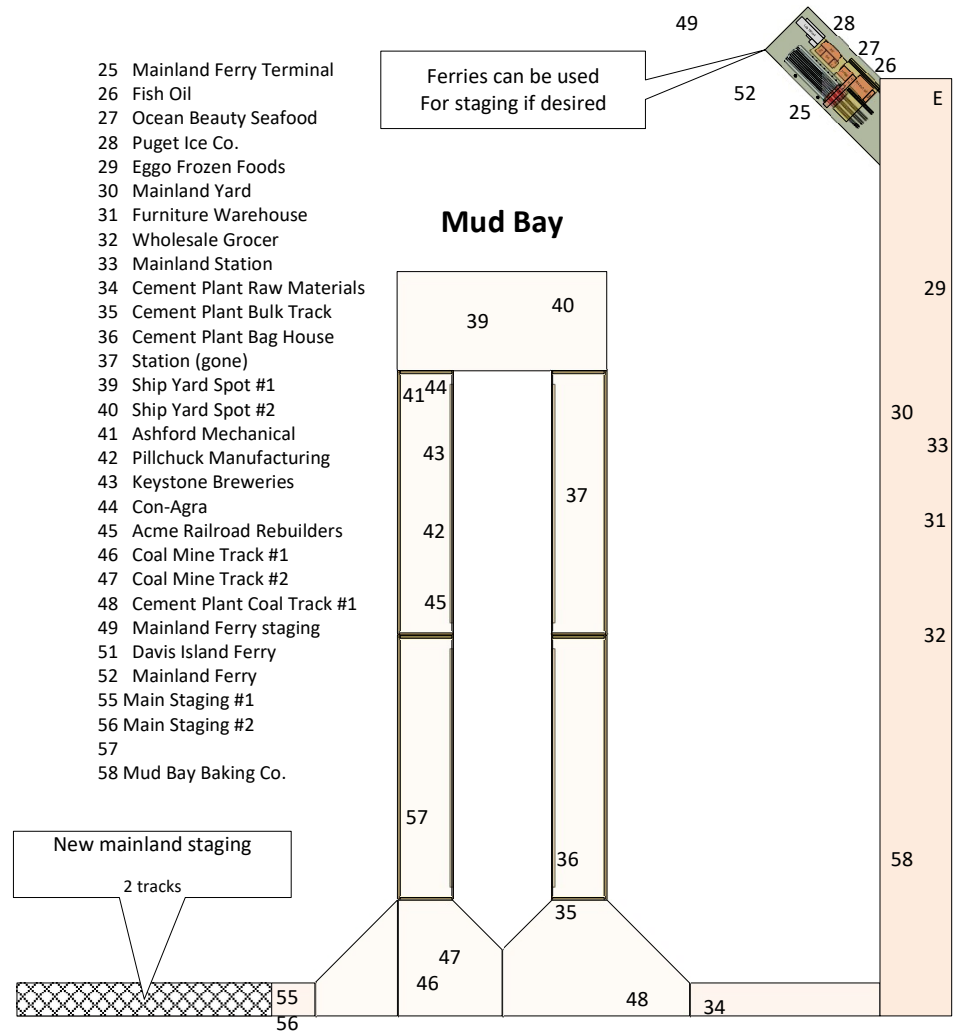 49
28
27
26
25 Mainland Ferry Terminal
26 Fish Oil
27 Ocean Beauty Seafood
28 Puget Ice Co.
29 Eggo Frozen Foods
30 Mainland Yard
31 Furniture Warehouse
32 Wholesale Grocer
33 Mainland Station
34 Cement Plant Raw Materials
35 Cement Plant Bulk Track
36 Cement Plant Bag House
37 Station (gone)
39 Ship Yard Spot #1
40 Ship Yard Spot #2
41 Ashford Mechanical
42 Pillchuck Manufacturing
43 Keystone Breweries
44 Con-Agra
45 Acme Railroad Rebuilders
46 Coal Mine Track #1
47 Coal Mine Track #2
48 Cement Plant Coal Track #1
49 Mainland Ferry staging
51 Davis Island Ferry
52 Mainland Ferry
55 Main Staging #1
56 Main Staging #2
57
58 Mud Bay Baking Co.
Ferries can be used
For staging if desired
52
25
E
Mud Bay
29
39
40
41
44
30
43
33
37
31
42
45
32
57
36
58
New mainland staging
2 tracks
35
47
46
48
34
55
56